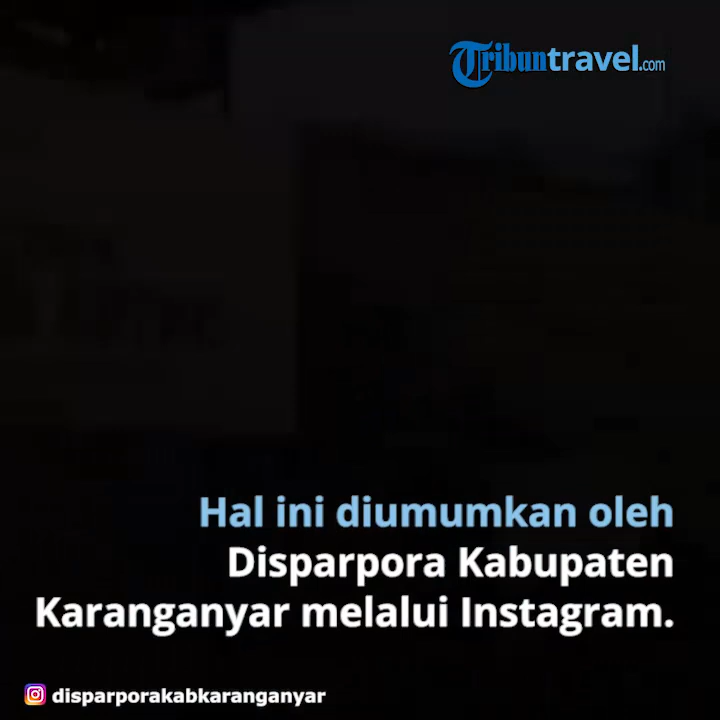 Tribuntravel.com
Hal ini diumumkan oleh
Disparpora Kabupaten
Karanganyar melalui Instagram.
disparporakabkaranganyar